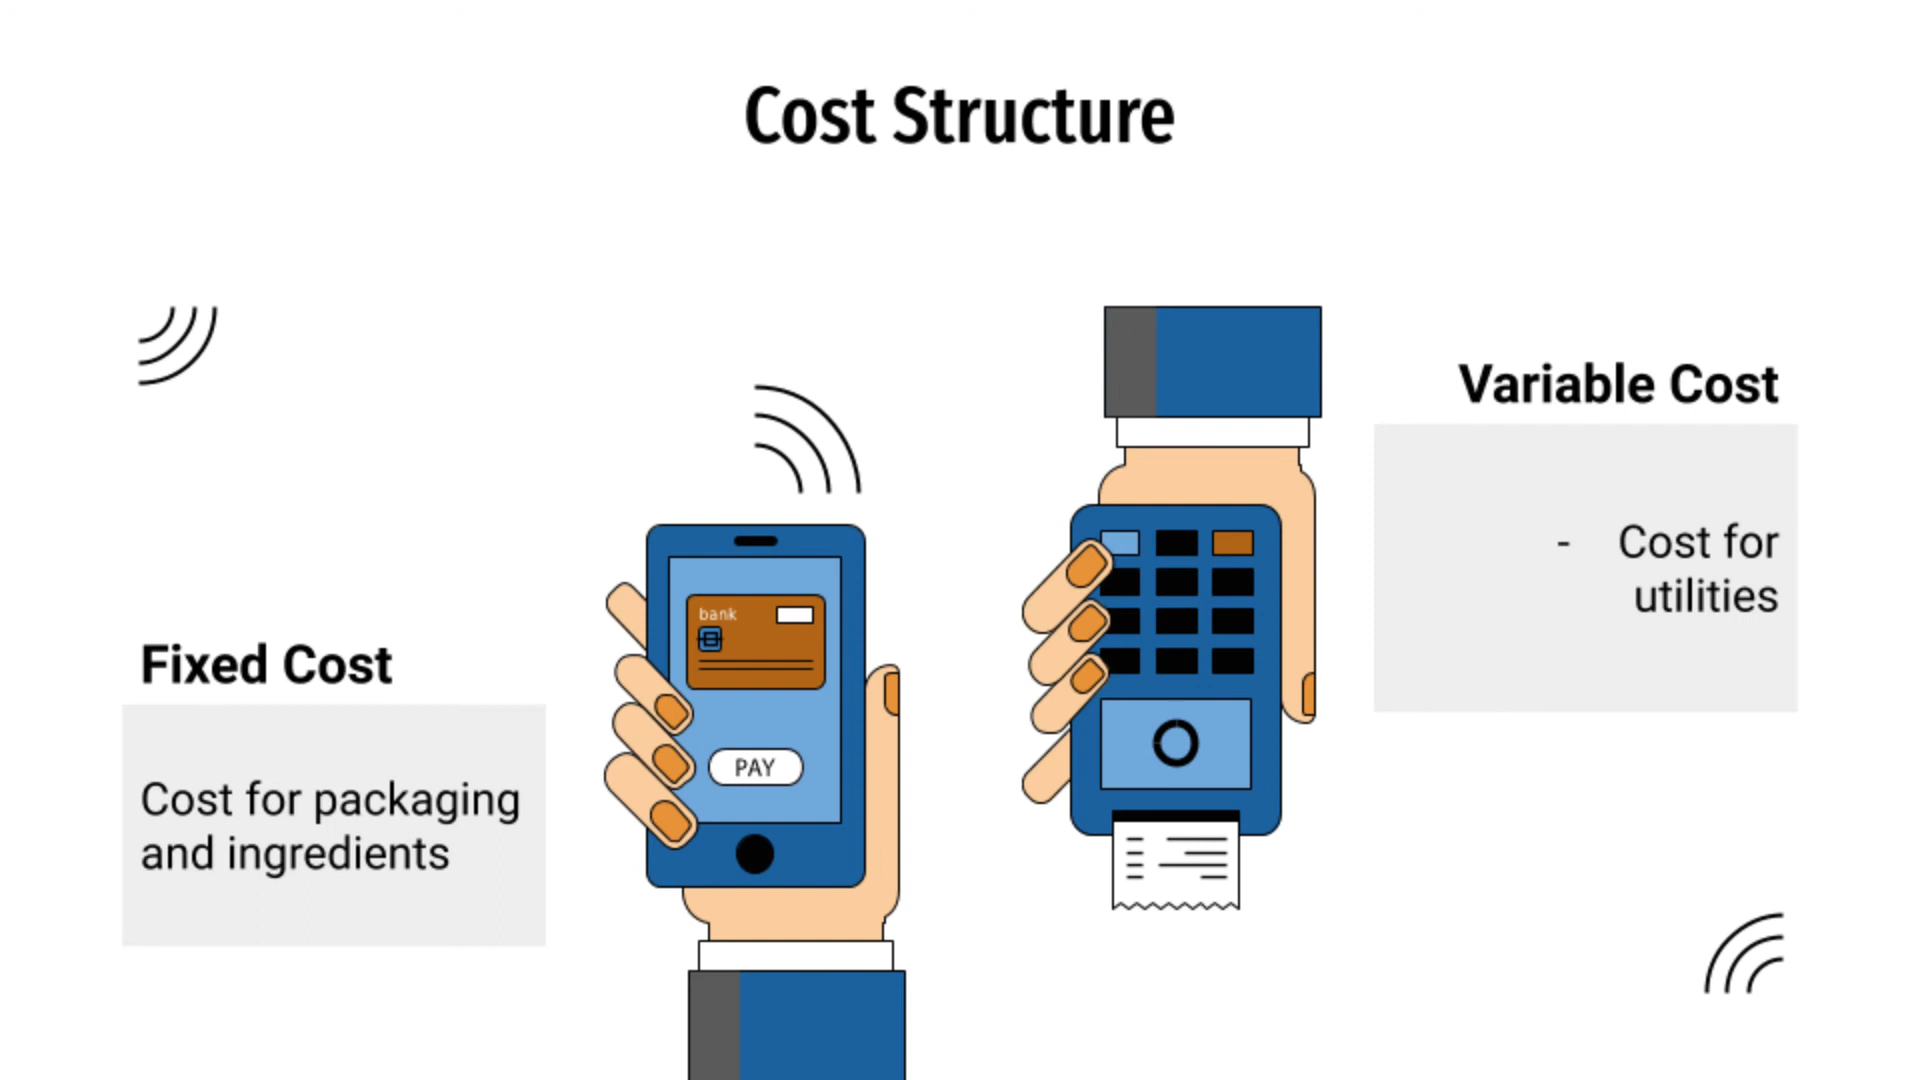 Cost Structure
Variable Cost
- Cost for
utilities
bank
Fixed Cost
PAY
Cost for packaging
and ingredients